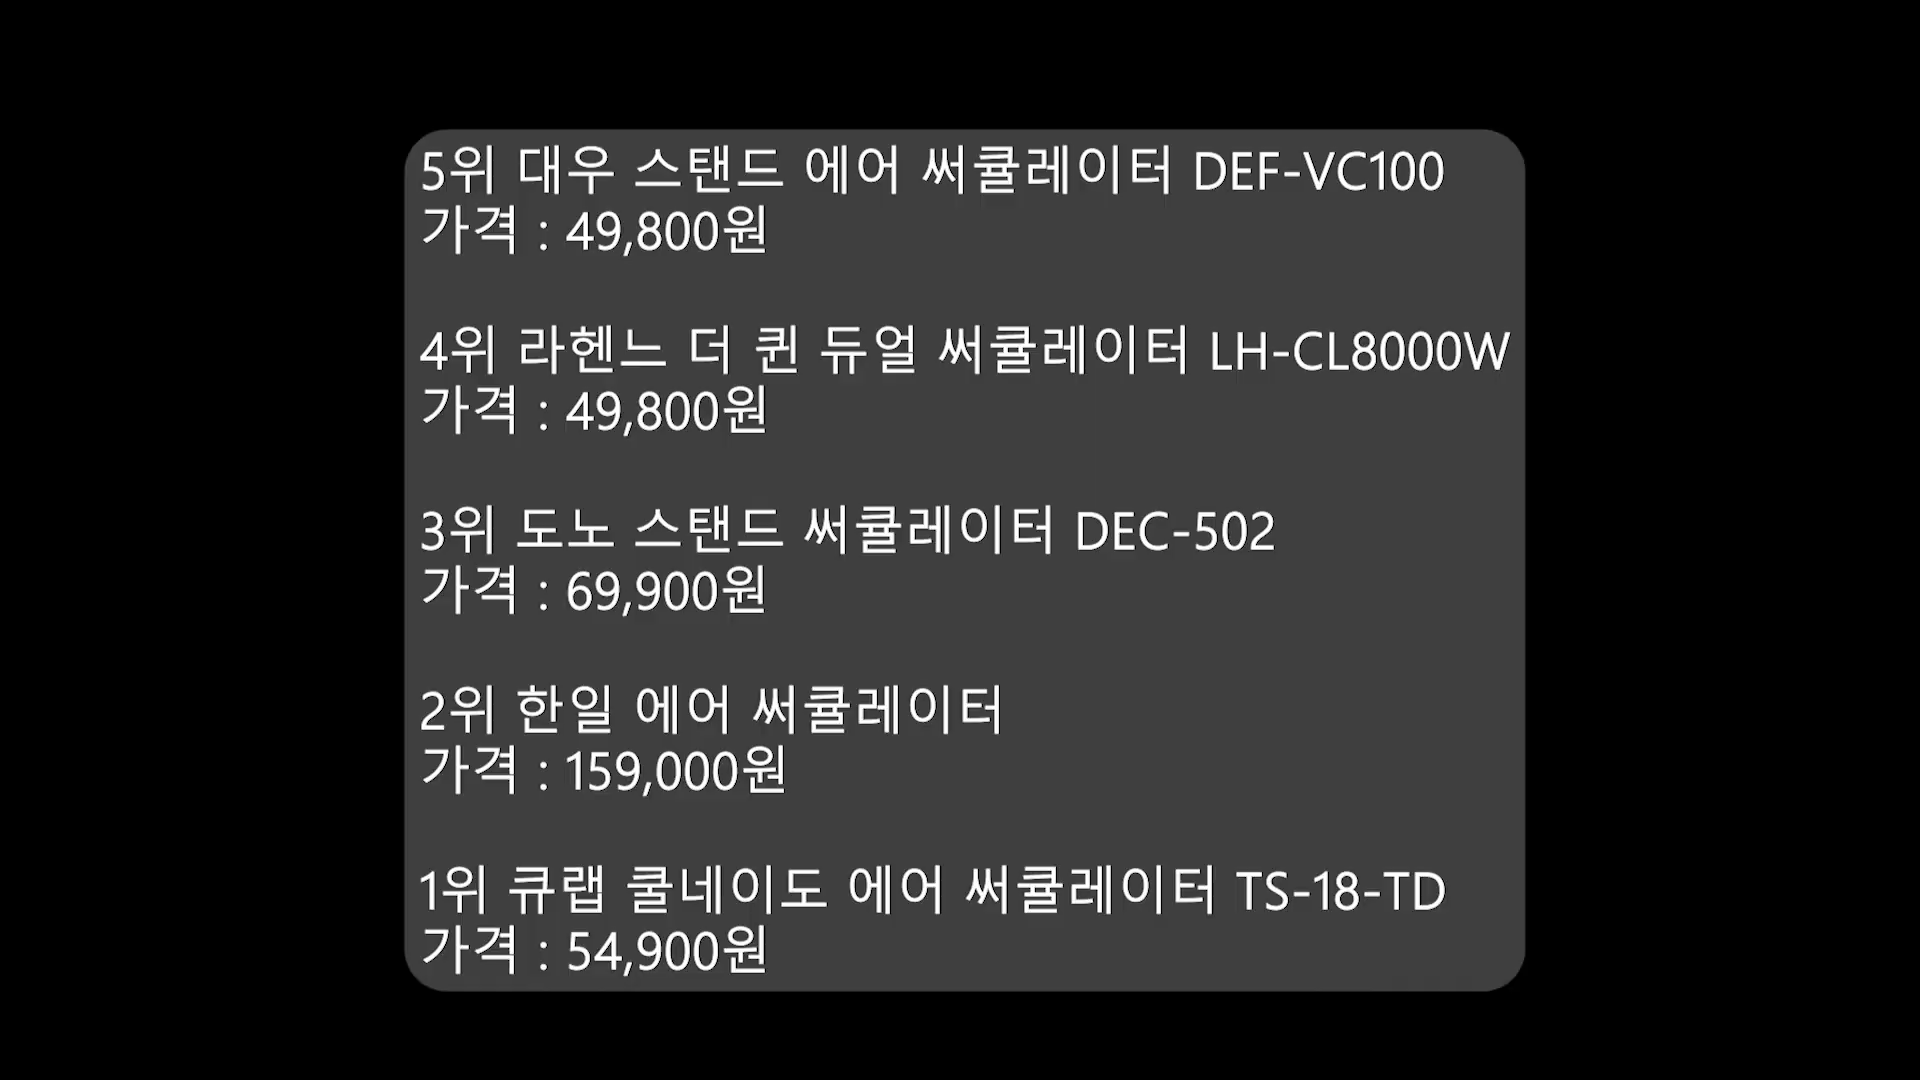 5위 대우 스탠드 에어 써큘레이터 DEF-VC100
가격 : 49,800원
4위 라헨느 더 퀸 듀얼 써큘레이터 LH-CL8000W
가격 : 49,800원
3위 도노 스탠드 써큘레이터 DEC-502
가격 : 69,900원
2위 한일 에어 써큘레이터
가격 : 159,000원
1위 큐랩 쿨네이도 에어 써큘레이터 TS-18-TD
가격 : 54,900원